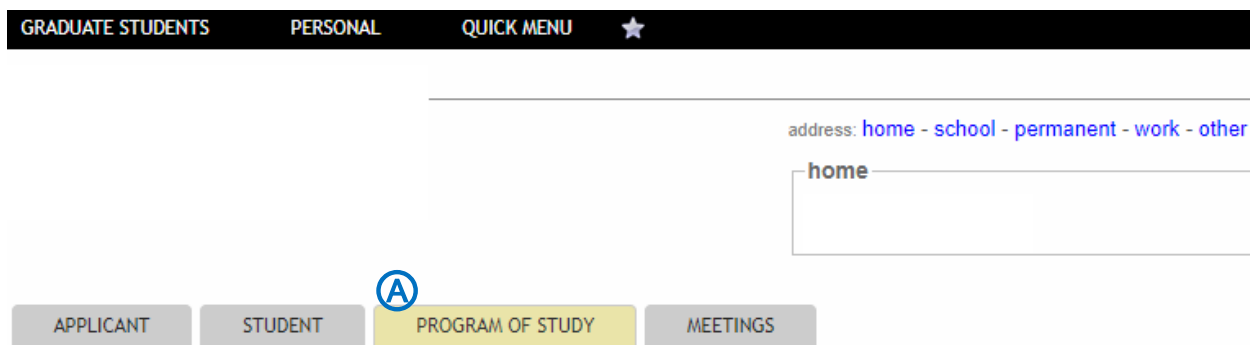 GRADUATE STUDENTS PERSONAL QUICK MENU
address: home - school - permanent - work - other
home
A
APPLICANT STUDENT PROGRAM OF STUDY MEETINGS